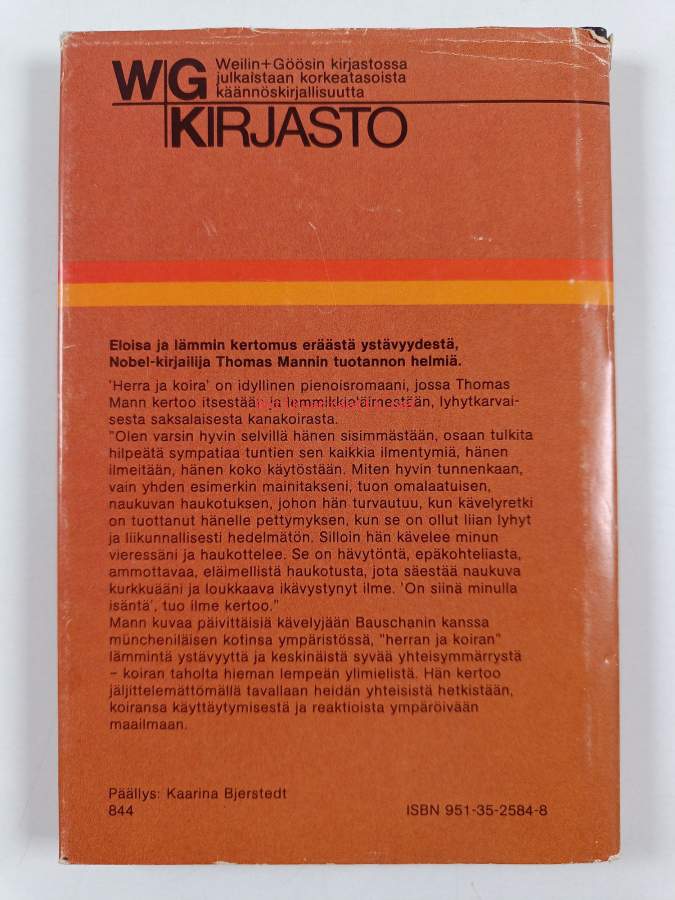 WG
Weilin+Göösin kirjastossa
julkaistaan korkeatasoista
käännöskirjallisuutta
KIRJASTO
Eloisa ja lämmin kertomus eräästä ystävyydestä,
Nobel-kirjailija Thomas Mannin tuotannon helmiä.
'Herra ja koira' on idyllinen pienoisromaani, jossa Thomas
Mann kertoo itsestään ja lemmikkieläimestään, lyhytkarvai-
sesta saksalaisesta kanakoirasta.
"Olen varsin hyvin selvillä hänen sisimmästään, osaan tulkita
hilpeätä sympatiaa tuntien sen kaikkia ilmentymiä, hänen
ilmeitään, hänen koko käytöstään. Miten hyvin tunnenkaan,
vain yhden esimerkin mainitakseni, tuon omalaatuisen,
naukuvan haukotuksen, johon hän turvautuu, kun kävelyretki
on tuottanut hänelle pettymyksen, kun se on ollut liian lyhyt
ja liikunnallisesti hedelmätön. Silloin hän kävelee minun
vieressäni ja haukottelee. Se on hävytöntä, epäkohteliasta,
ammottavaa, eläimellistä haukotusta, jota säestää naukuva
kurkkuääni ja loukkaava ikävystynyt ilme. 'On siinä minulla
isäntä', tuo ilme kertoo."
Mann kuvaa päivittäisiä kävelyjään Bauschanin kanssa
müncheniläisen kotinsa ympäristössä, "herran ja koiran"
lämmintä ystävyyttä ja keskinäistä syvää yhteisymmärrystä
– koiran taholta hieman lempeän ylimielistä. Hän kertoo
jäljittelemättömällä tavallaan heidän yhteisistä hetkistään,
koiransa käyttäytymisestä ja reaktioista ympäröivään
maailmaan.
Päällys: Kaarina Bjerstedt
844
ISBN 951-35-2584-8